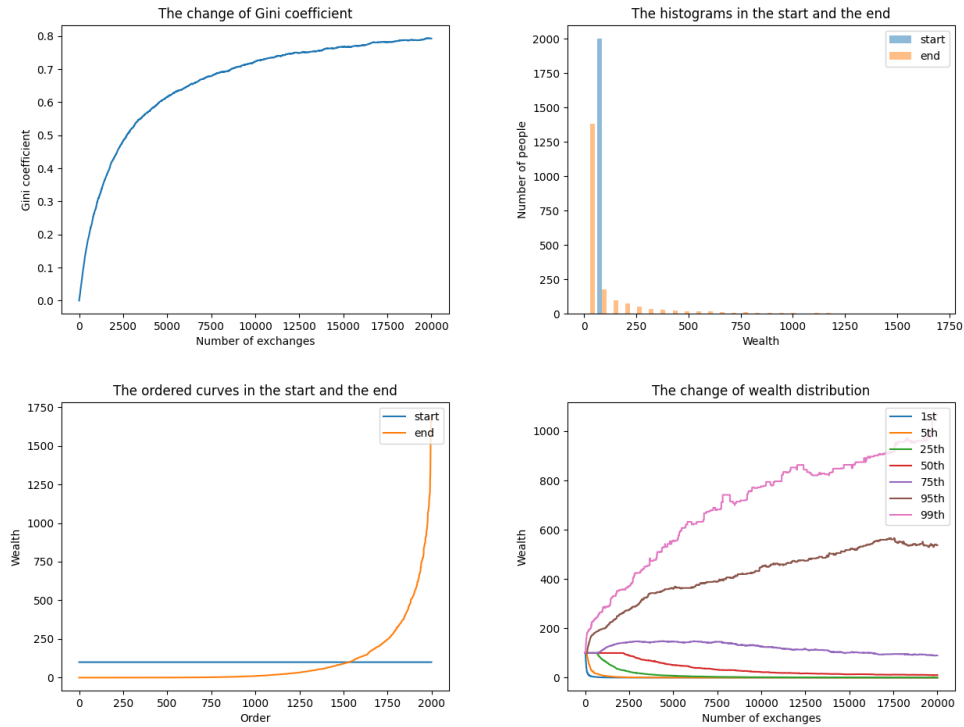 The change of Gini coefficient
0.8
0.7
0.6
0.5
0.4
0.3
0.2
0.1
0.0
Gini coefficient
0 2500 5000 7500 10000 12500 15000 17500 20000
Number of exchanges
The histograms in the start and the end
start
end
2000
1750
1500
1250
1000
750
500
250
0
Number of people
0 250 500 750 1000 1250 1500 1750
Wealth
The ordered curves in the start and the end
start
end
1750
1500
1250
1000
750
500
250
0
Wealth
0 250 500 750 1000 1250 1500 1750 2000
Order
The change of wealth distribution
1st
5th
25th
50th
75th
95th
99th
1000
800
600
400
200
0
Wealth
0 2500 5000 7500 10000 12500 15000 17500 20000
Number of exchanges